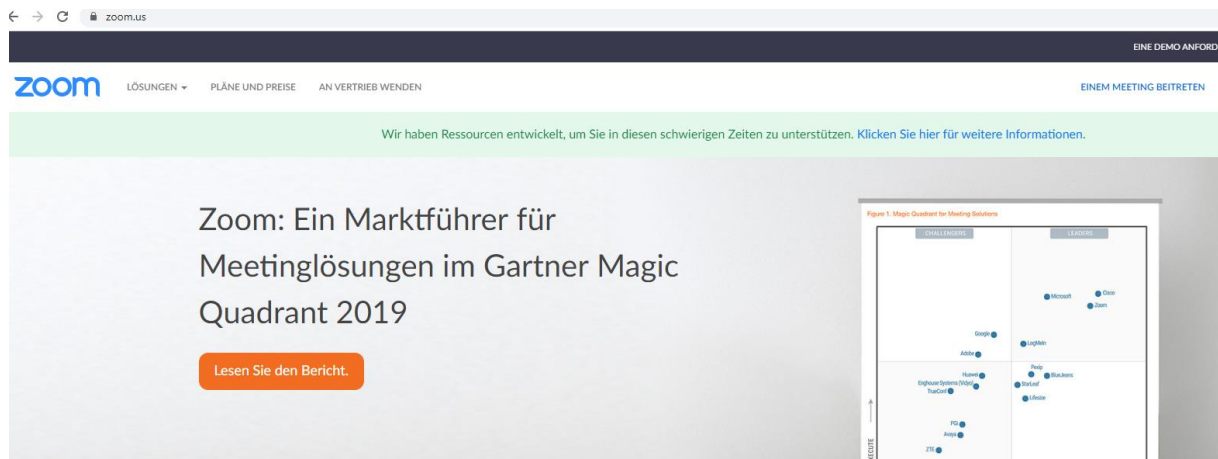 zoom.us
EINE DEMO ANFORD
zoom
LÖSUNGEN
PLÄNE UND PREISE
AN VERTRIEB WENDEN
EINEM MEETING BEITRETEN
Wir haben Ressourcen entwickelt, um Sie in diesen schwierigen Zeiten zu unterstützen. Klicken Sie hier für weitere Informationen.
Zoom: Ein Marktführer für
Meetinglösungen im Gartner Magic
Quadrant 2019
Lesen Sie den Bericht.
Figure 1. Magic Quadrant for Meeting Solutions
CHALLENGERS
LEADERS
Microsoft
Cisco
Zoom
Google
LogMeIn
Adobe
Pexip
Huawei
BlueJeans
Enghouse Systems (Vidyo)
StarLeaf
TrueConf
Lifesize
PGi
Avaya
ZTE
XECUTE